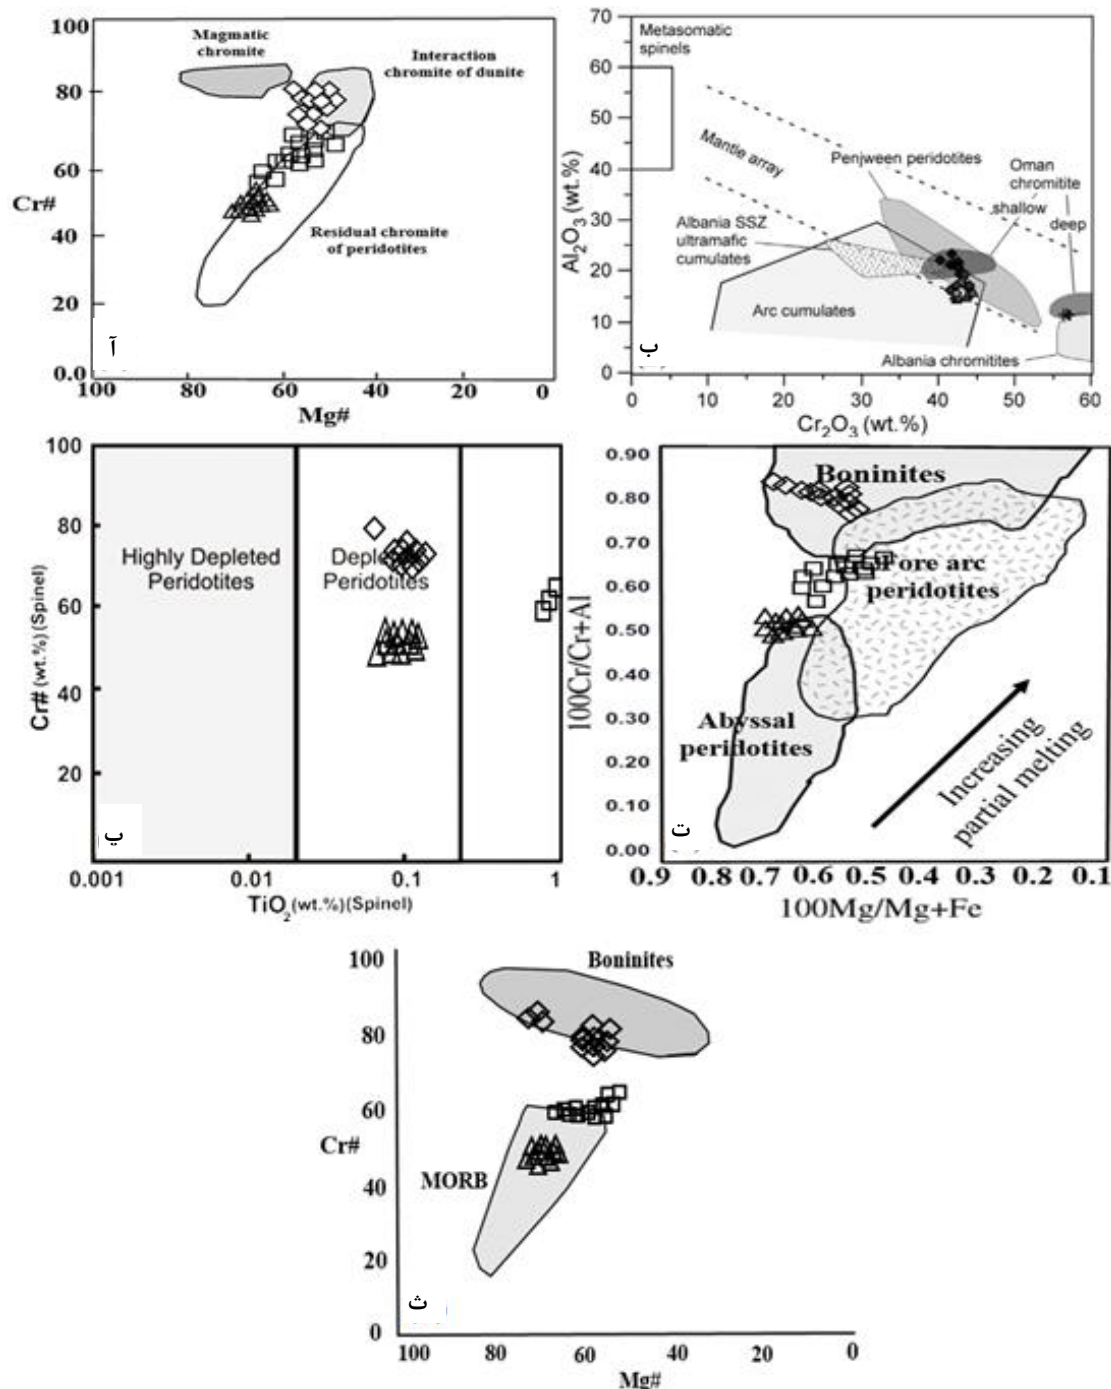 100
80
60
Cr#
40
20
0.0
100
80
60
40
20
0
Mg#
Magmatic
chromite
Interaction
chromite of dunite
Residual chromite
of peridotites
آ
70
60
50
40
30
20
10
0
Al2O3 (wt.%)
0
10
20
30
40
50
60
Cr2O3 (wt.%)
Metasomatic
spinels
Mantle array
Penjween peridotites
Oman
chromitite
shallow
deep
Albania SSZ
ultramafic
cumulates
Arc cumulates
Albania chromitites
ب
100
80
60
40
20
Cr# (wt.%) (Spinel)
0.001
0.01
0.1
1
TiO2 (wt.%) (Spinel)
Highly Depleted
Peridotites
Peridotites
پ
0.90
0.80
0.70
0.60
0.50
0.40
0.30
0.20
0.10
0.00
100Cr/Cr+Al
0.9
0.8
0.7
0.6
0.5
0.4
0.3
0.2
0.1
100Mg/Mg+Fe
Boninites
Fore arc
peridotites
Abyssal
peridotites
Increasing
partial melting
ت
100
80
60
Cr#
40
20
0
100
80
60
40
20
0
Mg#
Boninites
MORB
ث